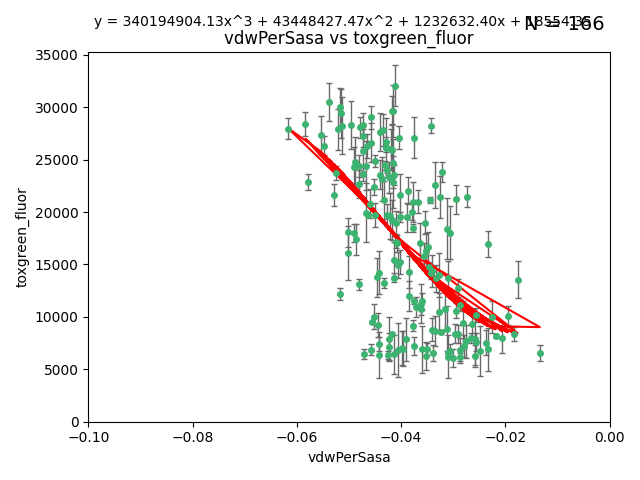 y = 340194904.13x^3 + 43448427.47x^2 + 1232632.40x +
N = 166
vdwPerSasa vs toxgreen_fluor
35000
30000
25000
20000
15000
10000
5000
0
toxgreen_fluor
−0.10 −0.08 −0.06 −0.04 −0.02 0.00
vdwPerSasa